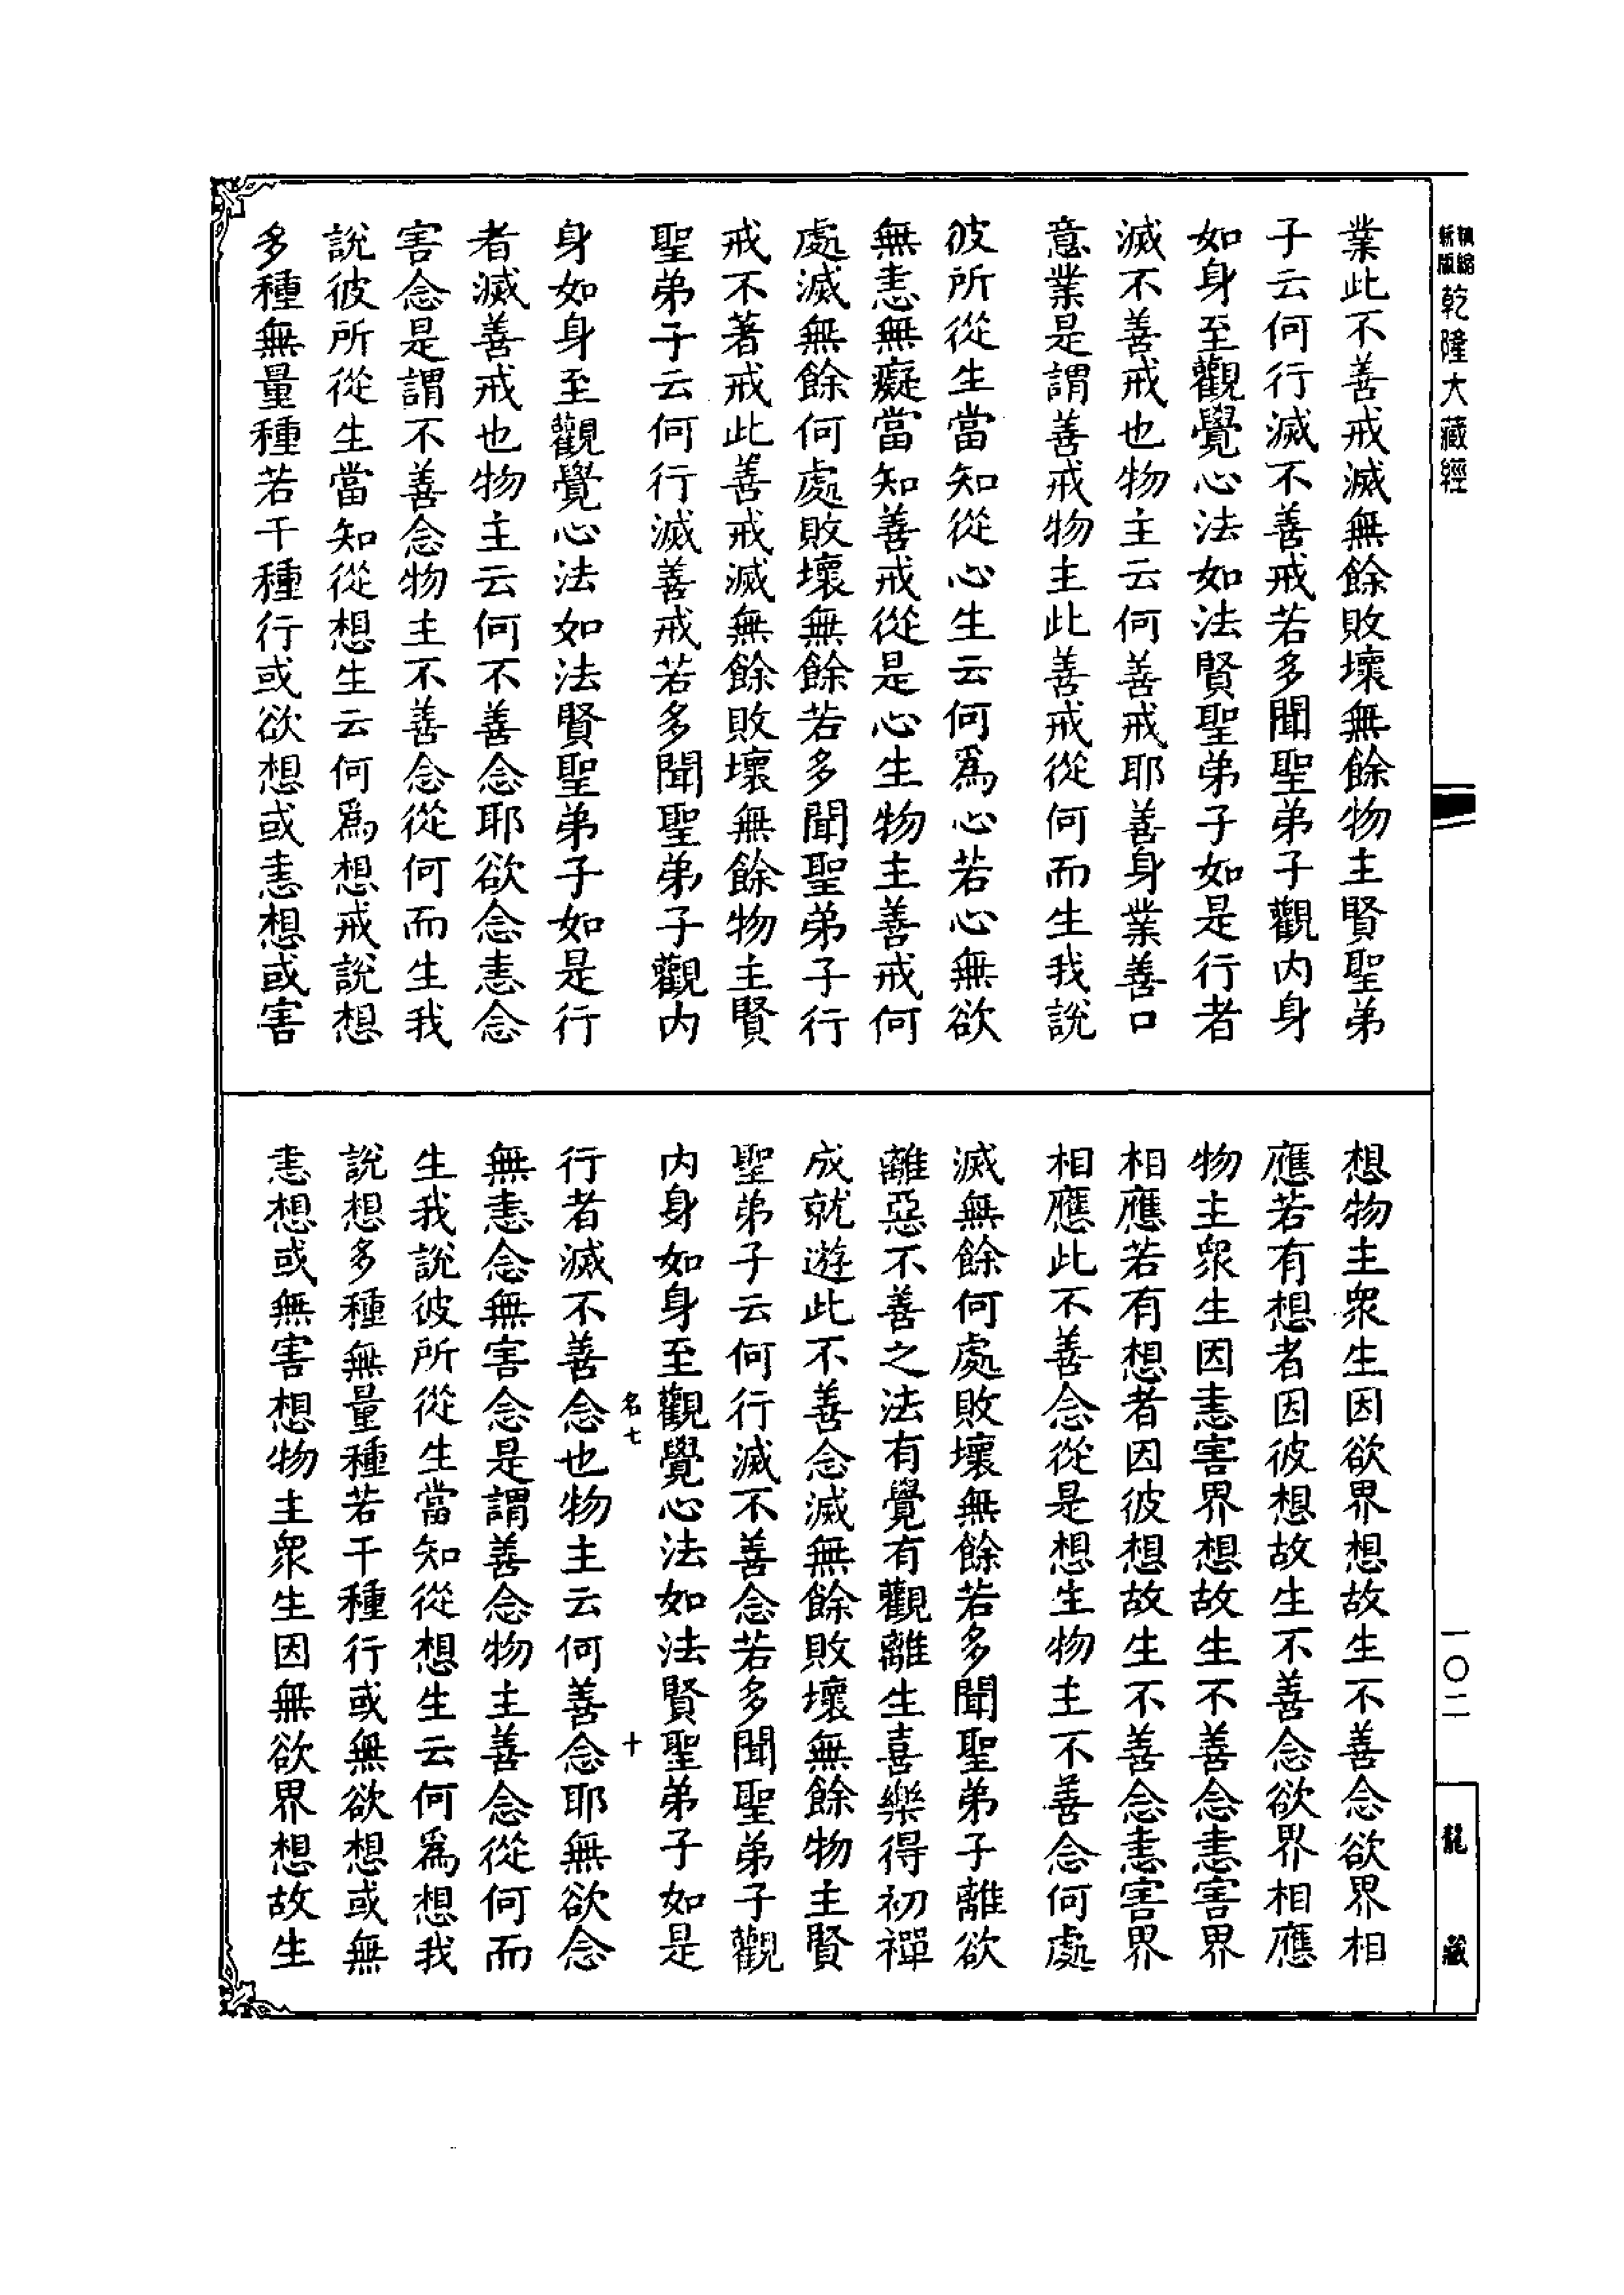 新版精縮乾隆大藏經
業此不善戒滅無餘敗壞無餘物主賢聖弟
子云何行滅不善戒若多聞聖弟子觀內身
如身至觀覺心法如法賢聖弟子如是行者
滅不善戒也物主云何善戒耶善身業善口
意業是謂善戒物主此善戒從何而生我說
彼所從生當知從心生云何爲心若心無欲
無恚無癡當知善戒從是心生物主善戒何
處滅無餘何處敗壞無餘若多聞聖弟子行
戒不著戒此善戒滅無餘敗壞無餘物主賢
聖弟子云何行滅善戒若多聞聖弟子觀內
身如身至觀覺心法如法賢聖弟子如是行
者滅善戒也物主云何不善念耶欲念恚念
害念是謂不善念物主不善念從何而生我
說彼所從生當知從想生云何爲想戒說想
多種無量種若干種行或欲想或恚想或害
想物主衆生因欲界想故生不善念欲界相
應若有想者因彼想故生不善念欲界相應
物主衆生因恚害界想故生不善念恚害界
相應若有想者因彼想故生不善念恚害界
相應此不善念從是想生物主不善念何處
滅無餘何處敗壞無餘若多聞聖弟子離欲
離惡不善之法有覺有觀離生喜樂得初禪
成就遊此不善念滅無餘敗壞無餘物主賢
聖弟子云何行滅不善念若多聞聖弟子觀
內身如身至觀覺心法如法賢聖弟子如是
名七 十
行者滅不善念也物主云何善念耶無欲念
無恚念無害念是謂善念物主善念從何而
生我說彼所從生當知從想生云何爲想我
說想多種無量種若干種行或無欲想或無
恚想或無害想物主衆生因無欲界想故生
一〇二
龍藏